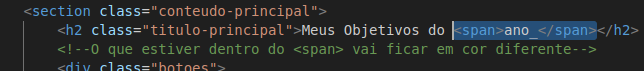 <section class="conteudo-principal">
<h2 class="titulo-principal">Meus Objetivos do <span>ano_</span></h2>
<!--O que estiver dentro do <span> vai ficar em cor diferente-->
<div class="botoes">